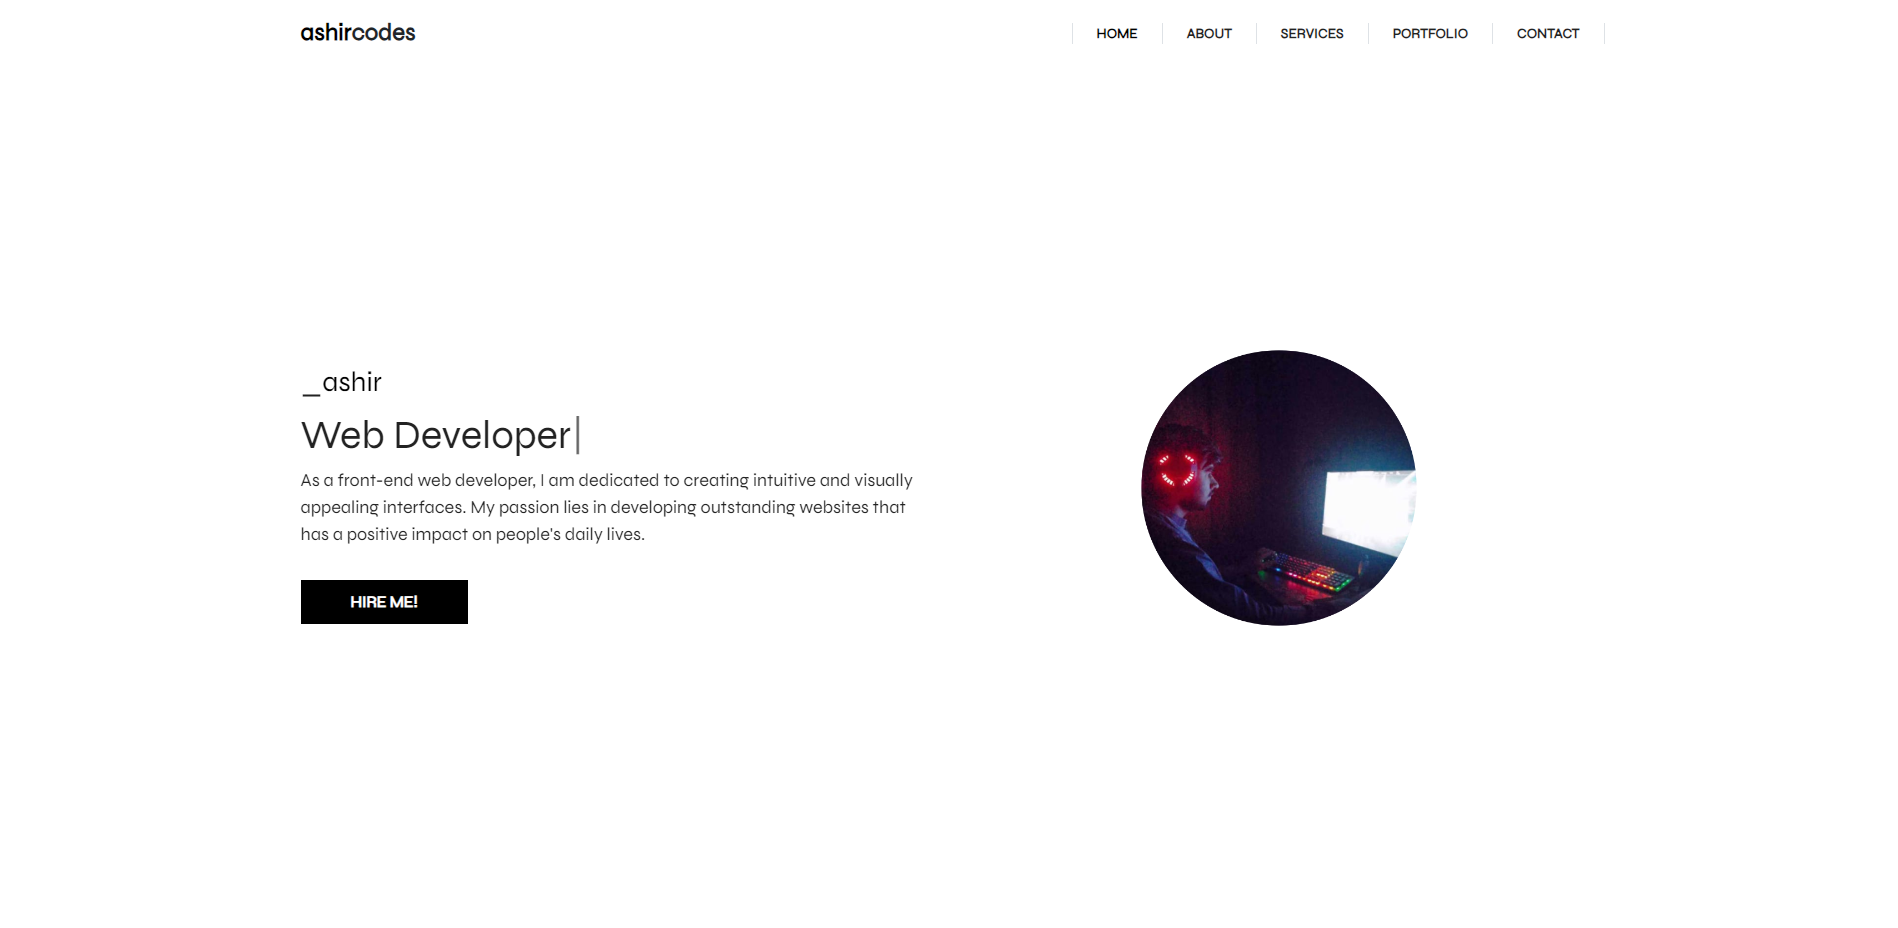 ashircodes
HOME
ABOUT
SERVICES
PORTFOLIO
CONTACT
_ashir
Web Developer|
As a front-end web developer, I am dedicated to creating intuitive and visually
appealing interfaces. My passion lies in developing outstanding websites that
has a positive impact on people's daily lives.
HIRE ME!